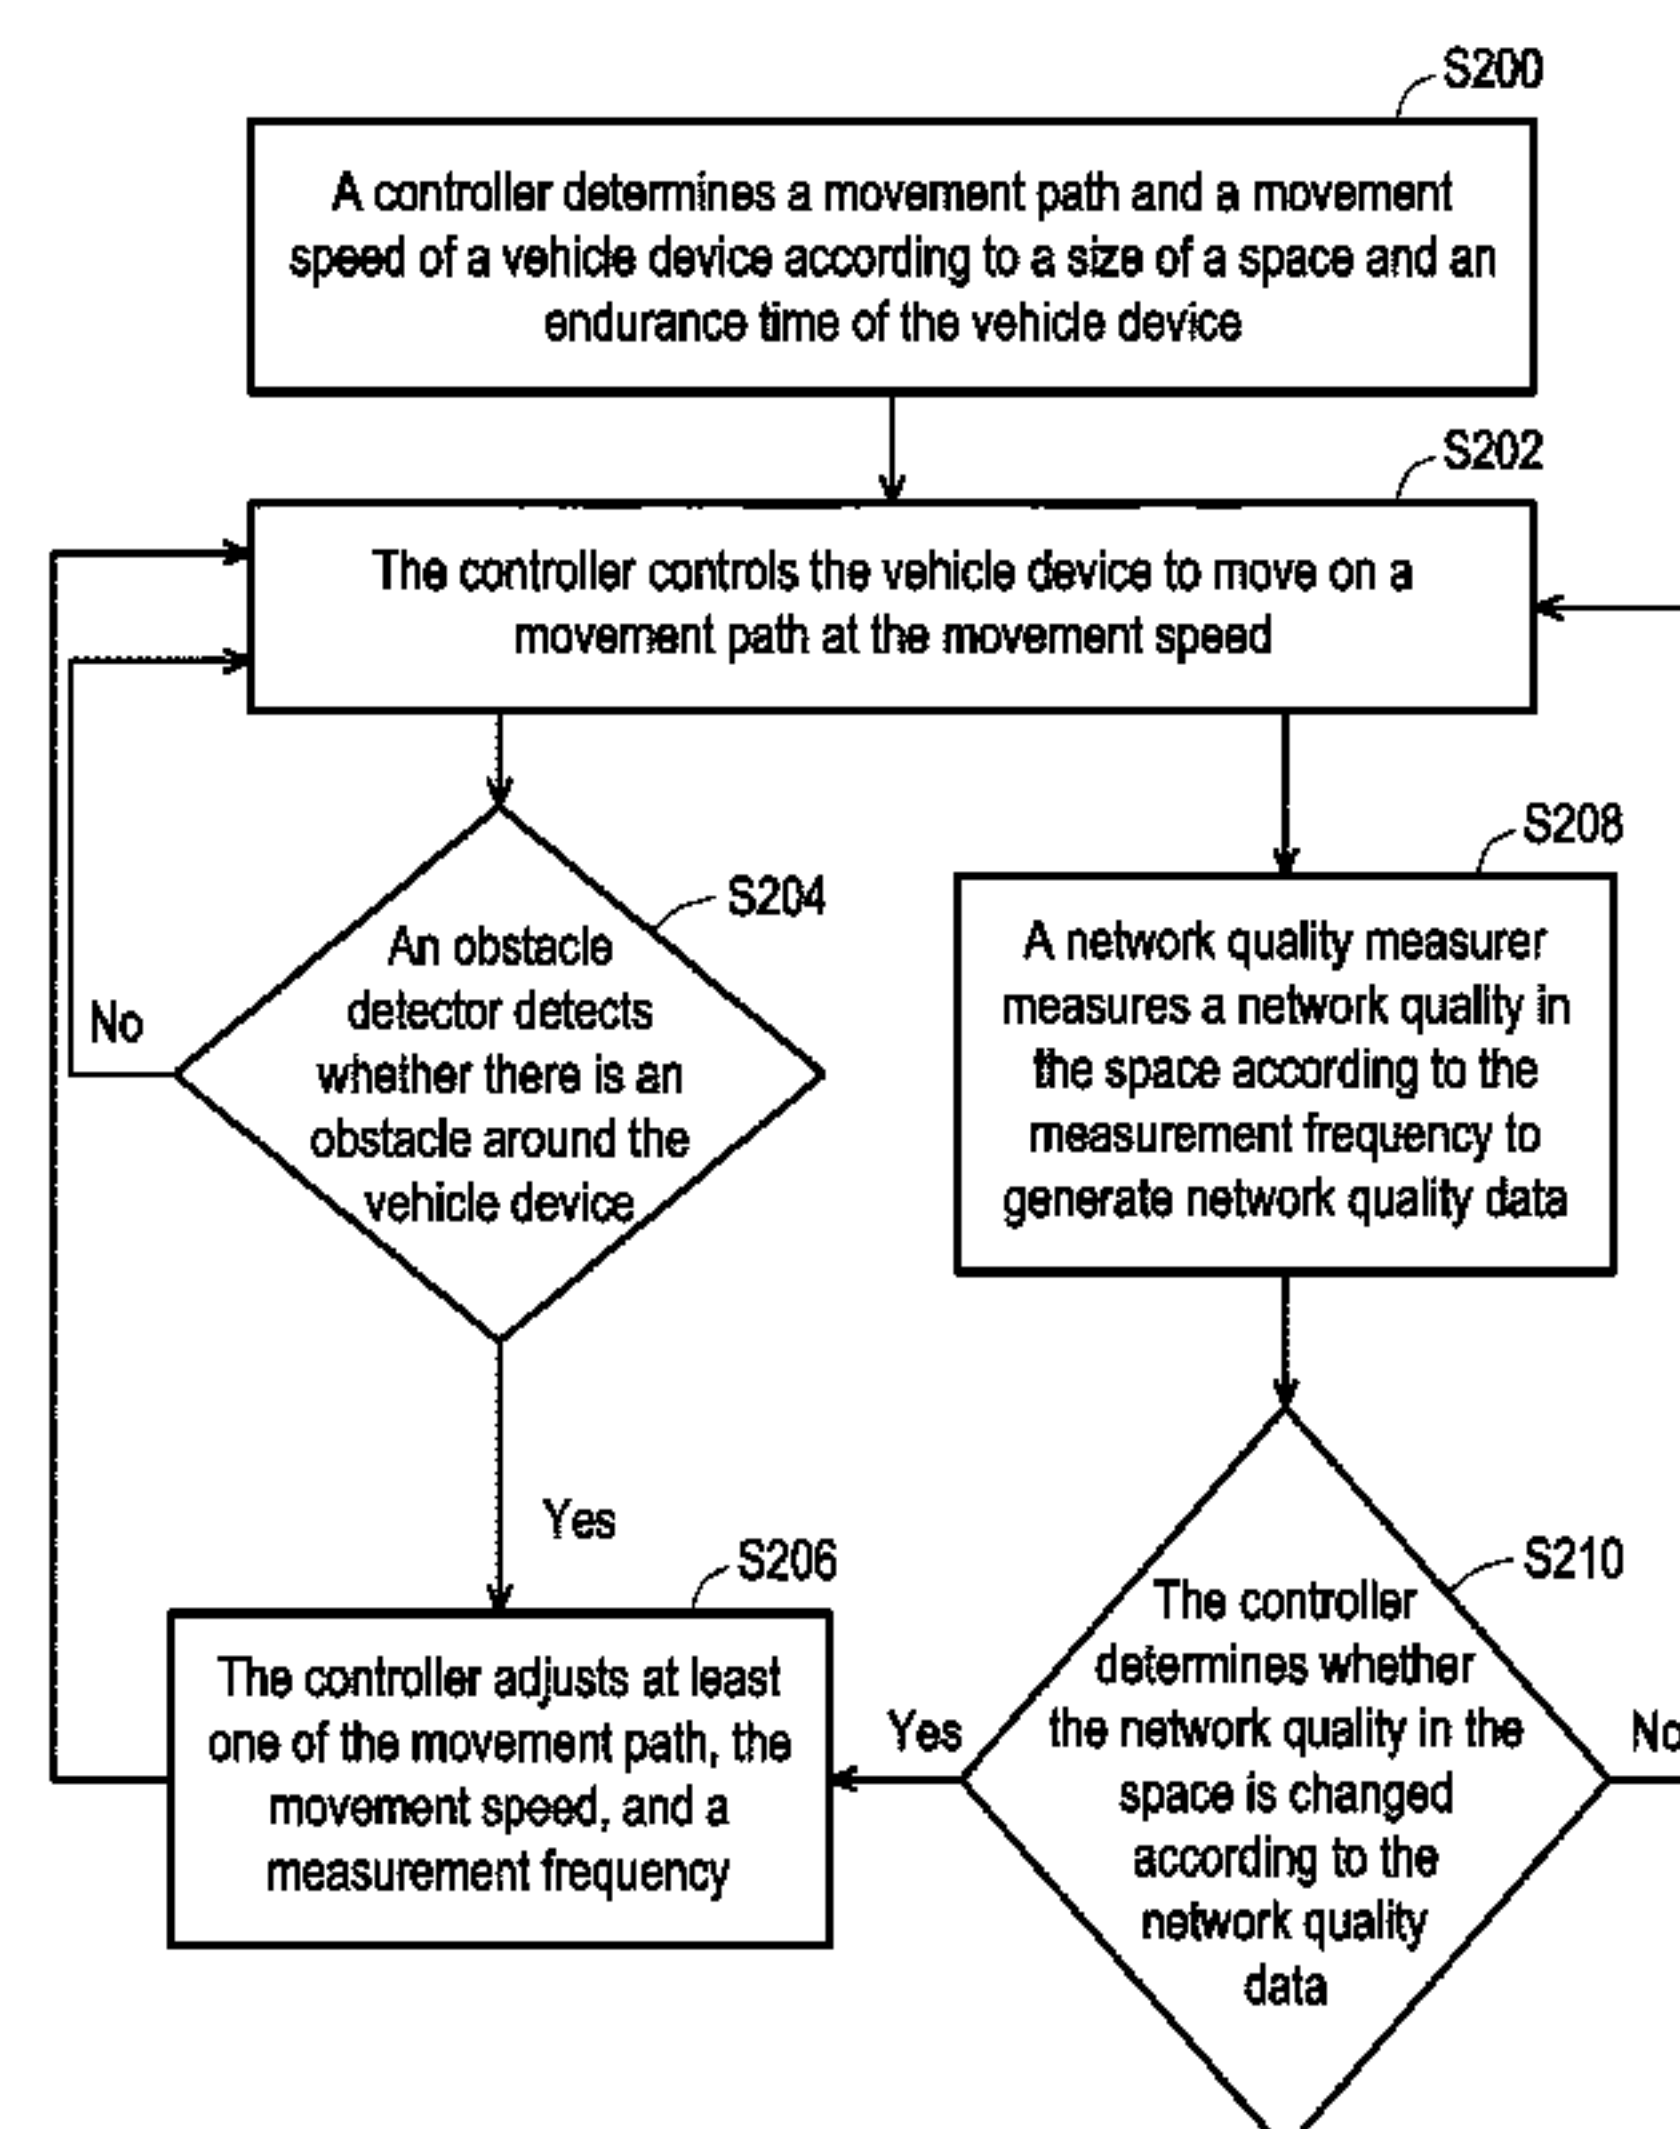 S200
A controller determines a movement path and a movement
speed of a vehicle device according to a size of a space and an
endurance time of the vehicle device
S202
The controller controls the vehicle device to move on a
movement path at the movement speed
S204
An obstacle
detector detects
whether there is an
obstacle around the
vehicle device
No
Yes
S206
The controller adjusts at least
one of the movement path, the
movement speed, and a
measurement frequency
S208
A network quality measurer
measures a network quality in
the space according to the
measurement frequency to
generate network quality data
S210
The controller
determines whether
the network quality in the
space is changed
according to the
network quality
data
Yes
No